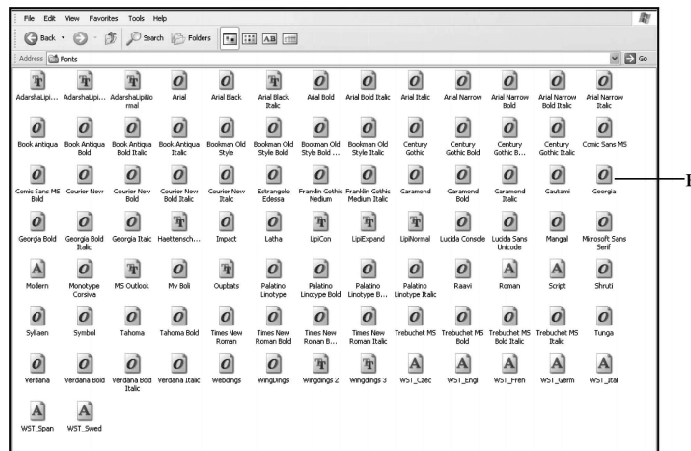 File Edit View Favorites Tools Help
Back Search Folders
Address Fonts Go
AdarshaLipi... AdarshaLipi... AdarshaLipiNo Arial Arial Back Arial Black Arial Bold Arial Bold Italic Arial Italic Arial Narrow Arial Narrow Arial Narrow Arial Narrow
rmal Italic Bold Bold Italic Italic
Book Antiqua Book Antiqua Book Antiqua Book Antiqua Bookman Old Bookman Old Bookman Old Bookman Old Century Century Century Century Comic Sans MS
Bold Bold Italic Italic Style Style Bold Style Bold ... Style Italic Gothic Gothic Bold Gothic B... Gothic Italic
Comic Sans MS Courier New Courier New Courier New Courier New Estrangelo Franklin Gothic Franklin Gothic Garamond Garamond Garamond Gautami Georgia
Bold Bold Bold Italic Italic Edessa Medium Medium Italic Bold Italic
Georgia Bold Georgia Bold Georgia Italic Haettensch... Impact Latha LipiCon LipiExpand LipiNormal Lucida Console Lucida Sans Mangal Microsoft Sans
Italic Unicode Serif
Modern Monotype MS Outlook Mv Boli Ouptats Palatino Palatino Palatino Palatino Raavi Roman Script Shruti
Corsiva Linotype Linotype Bold Linotype B... Linotype Italic
Sylfaen Symbol Tahoma Tahoma Bold Times New Times New Times New Times New Trebuchet MS Trebuchet MS Trebuchet MS Trebuchet MS Tunga
Roman Roman Bold Roman B... Roman Italic Bold Bold Italic Italic
Verdana Verdana Bold Verdana Bold Verdana Italic Webdings Wingdings Wingdings 2 Wingdings 3 WST_Czec WST_Engl WST_Fren WST_Germ WST_Ital
Italic
WST_Span WST_Swed